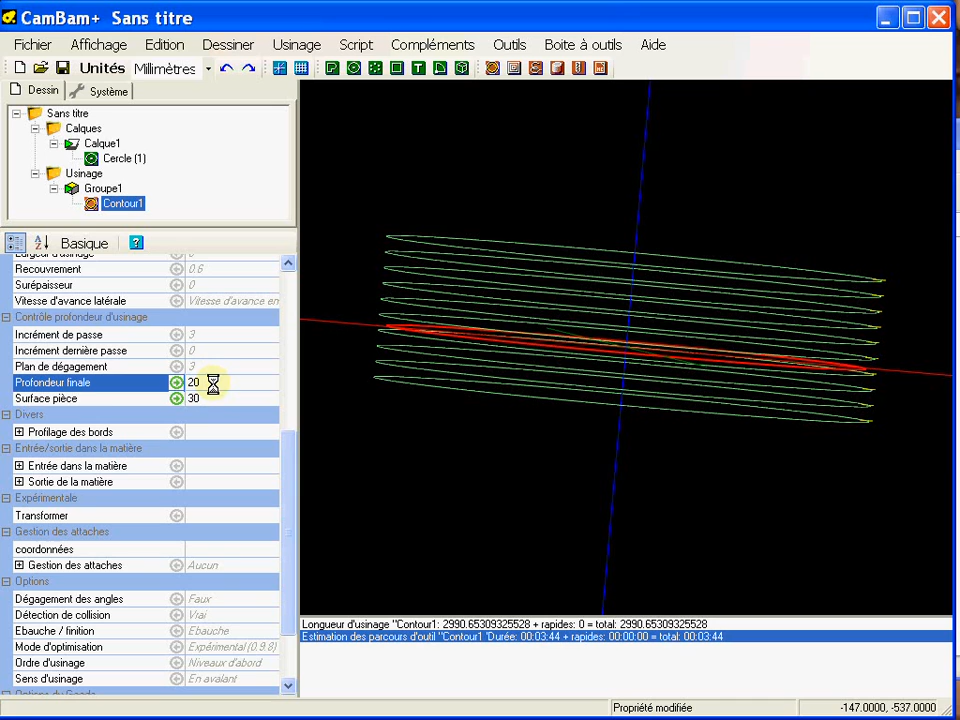 CamBam+ Sans titre
Fichier Affichage Edition Dessiner Usinage Script Compléments Outils Boite à outils Aide
Unités Millimètres
Dessin Système
Sans titre
Calques
Calque1
Cercle (1)
Usinage
Groupe1
Contour1
Basique
Recouvrement 0.6
Surépaisseur 0
Vitesse d'avance latérale Vitesse d'avance en
Contrôle profondeur d'usinage
Incrément de passe 3
Incrément dernière passe 0
Plan de dégagement 3
Profondeur finale 20
Surface pièce 30
Divers
Profilage des bords
Entrée/sortie dans la matière
Entrée dans la matière
Sortie de la matière
Expérimentale
Transformer
Gestion des attaches
coordonnées
Gestion des attaches Aucun
Options
Dégagement des angles Faux
Détection de collision Vrai
Ebauche / finition Ebauche
Mode d'optimisation Expérimental (0.9.8)
Ordre d'usinage Niveaux d'abord
Sens d'usinage En avalant
Longueur d'usinage "Contour1: 2990.65309325528 + rapides: 0 = total: 2990.65309325528
Estimation des parcours d'outil "Contour1 "Durée: 00:03:44 + rapides: 00:00:00 = total: 00:03:44
Propriété modifiée -147.0000, -537.0000